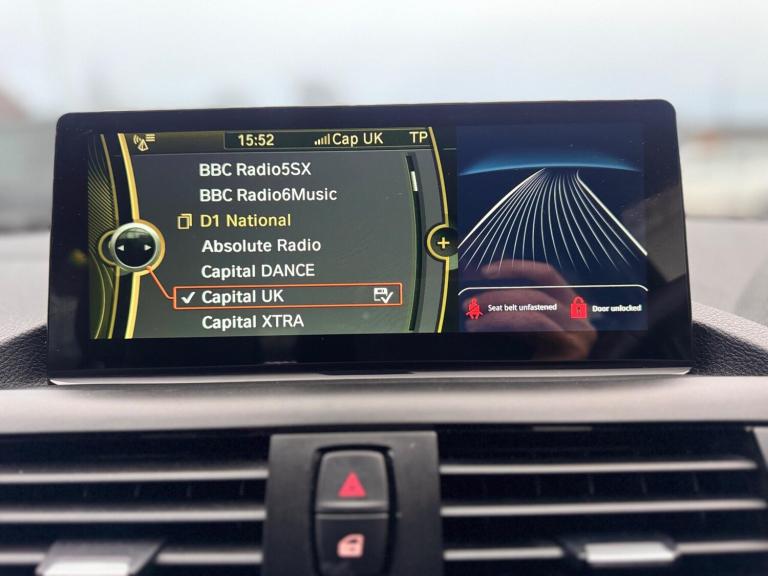 15:52 Cap UK TP
BBC Radio5SX
BBC Radio6Music
D1 National
Absolute Radio
Capital DANCE
Capital UK
Capital XTRA
Seat belt unfastened Door unlocked